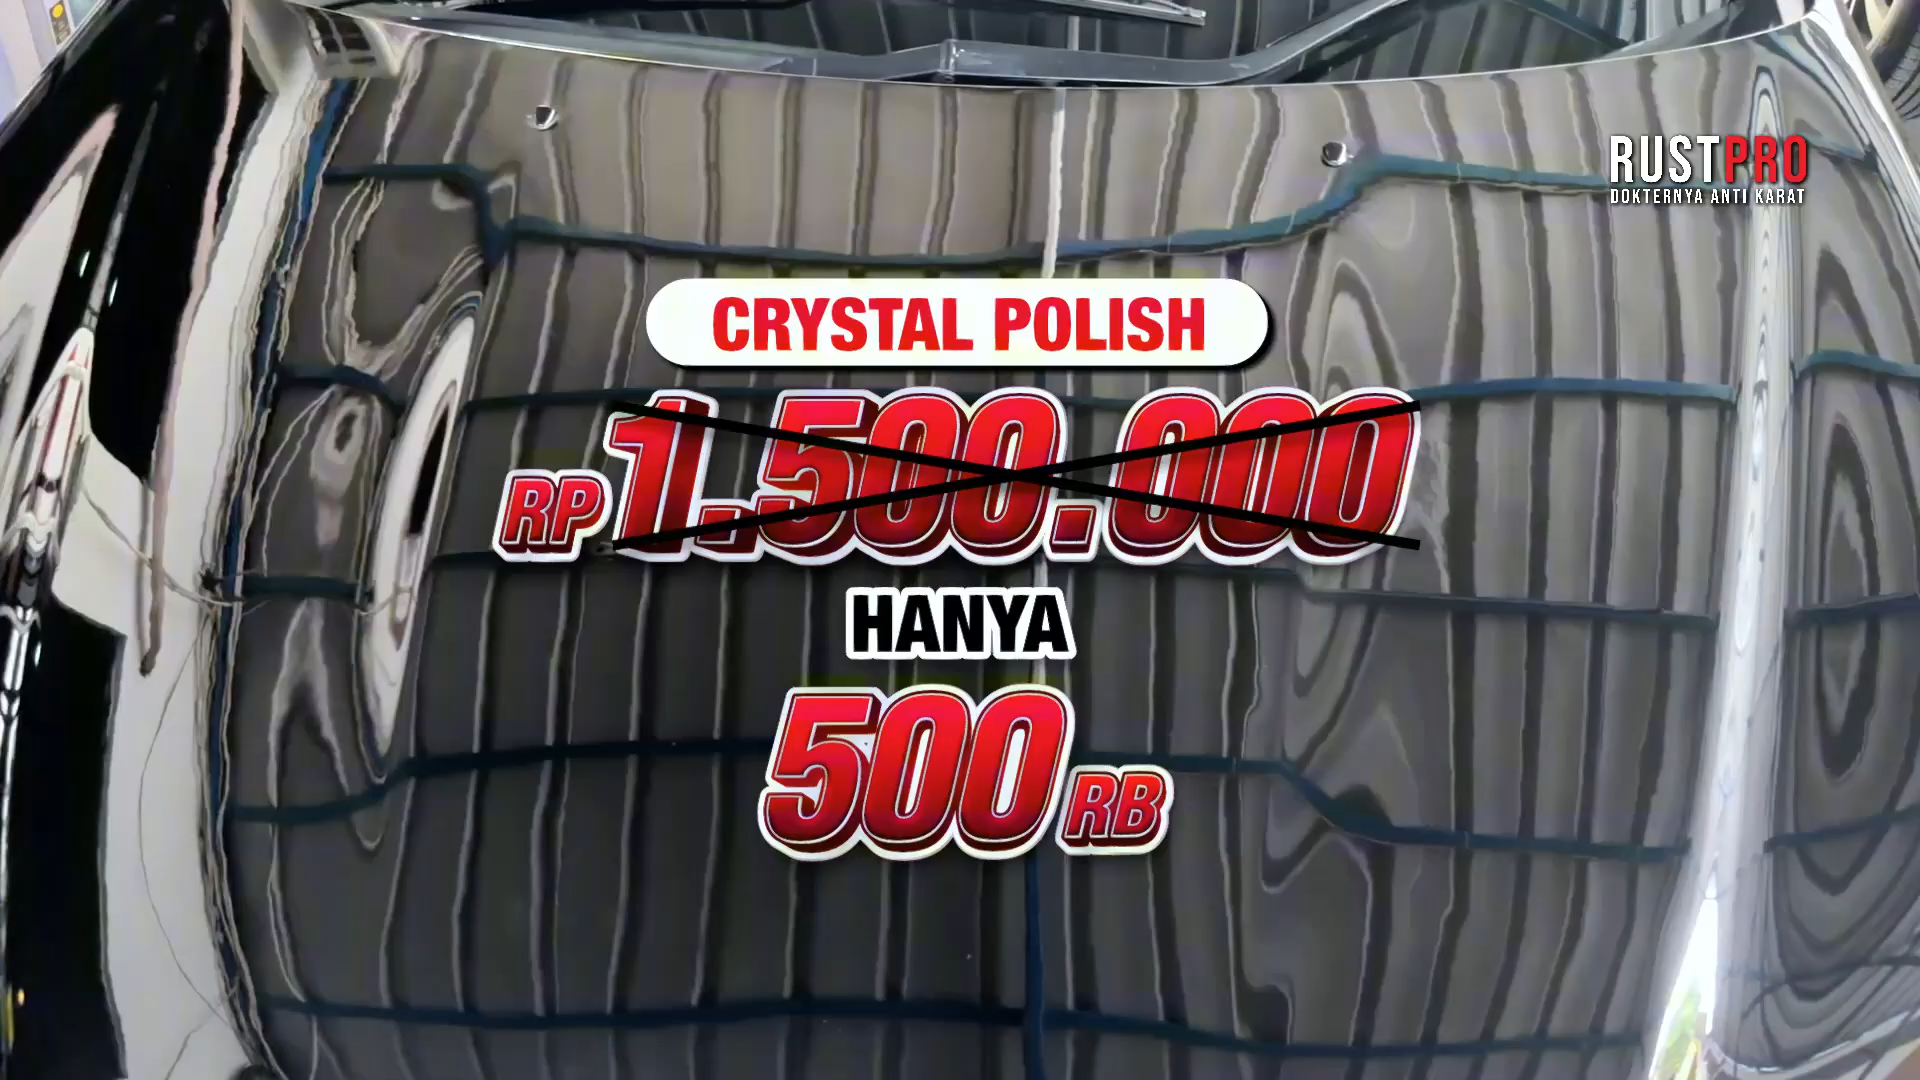 RUSTPRO
DOKTERNYA ANTI KARAT
CRYSTAL POLISH
RP 1.500.000
HANYA
500 RB